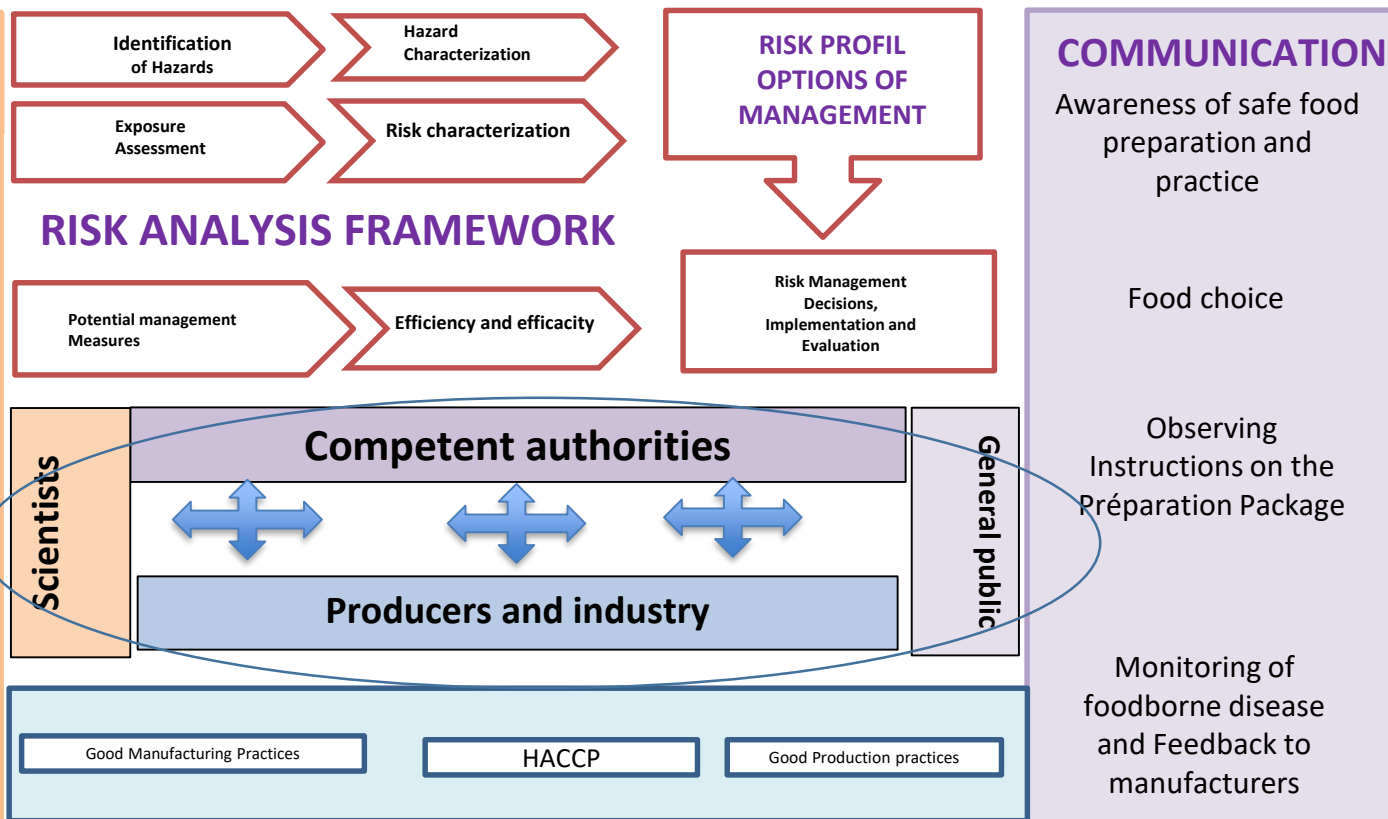 Identification
of Hazards
Hazard
Characterization
Exposure
Assessment
Risk characterization
RISK PROFIL
OPTIONS OF
MANAGEMENT
RISK ANALYSIS FRAMEWORK
Potential management
Measures
Efficiency and efficacity
Risk Management
Decisions,
Implementation and
Evaluation
Scientists
Competent authorities
Producers and industry
General public
Good Manufacturing Practices
HACCP
Good Production practices
COMMUNICATION
Awareness of safe food
preparation and
practice
Food choice
Observing
Instructions on the
Préparation Package
Monitoring of
foodborne disease
and Feedback to
manufacturers